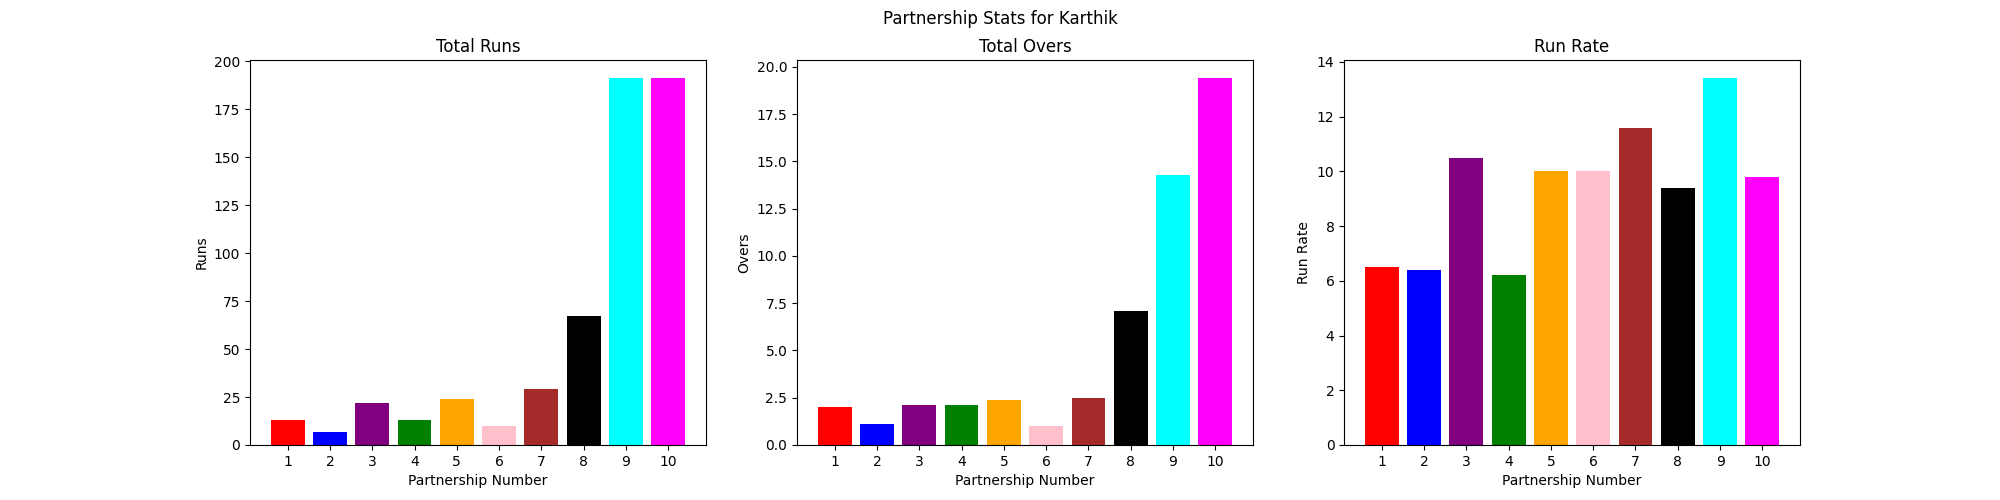 Partnership Stats for Karthik
Total Runs
200
175
150
125
100
75
50
25
0
Runs
1 2 3 4 5 6 7 8 9 10
Partnership Number
Total Overs
20.0
17.5
15.0
12.5
10.0
7.5
5.0
2.5
0.0
Overs
1 2 3 4 5 6 7 8 9 10
Partnership Number
Run Rate
14
12
10
8
6
4
2
0
Run Rate
1 2 3 4 5 6 7 8 9 10
Partnership Number